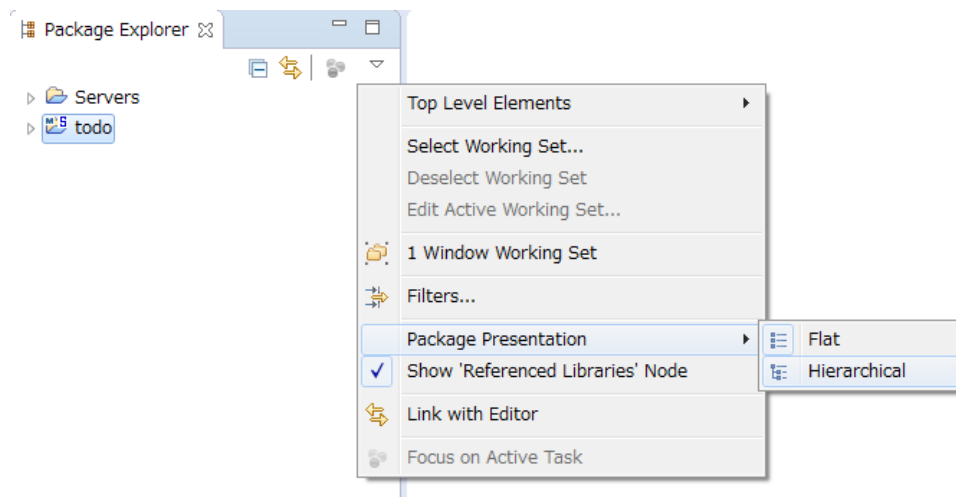 Package Explorer
Servers
todo
Top Level Elements
Select Working Set...
Deselect Working Set
Edit Active Working Set...
1 Window Working Set
Filters...
Package Presentation
Flat
Show 'Referenced Libraries' Node
Hierarchical
Link with Editor
Focus on Active Task